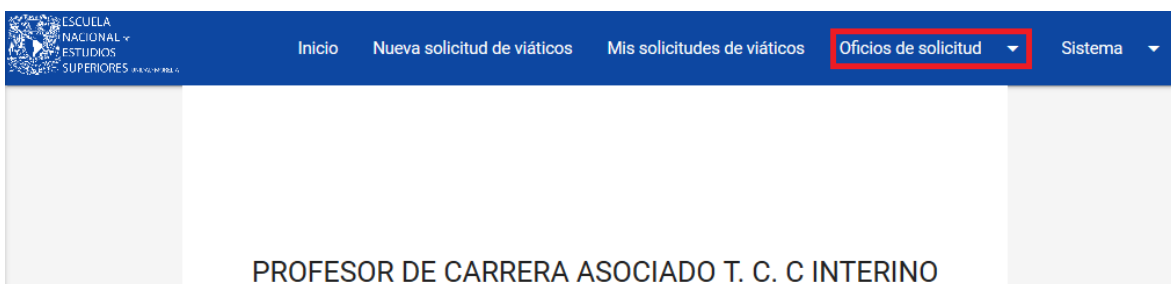 ESCUELA
NACIONAL
ESTUDIOS
SUPERIORES
Inicio Nueva solicitud de viáticos Mis solicitudes de viáticos Oficios de solicitud Sistema
PROFESOR DE CARRERA ASOCIADO T. C. C INTERINO